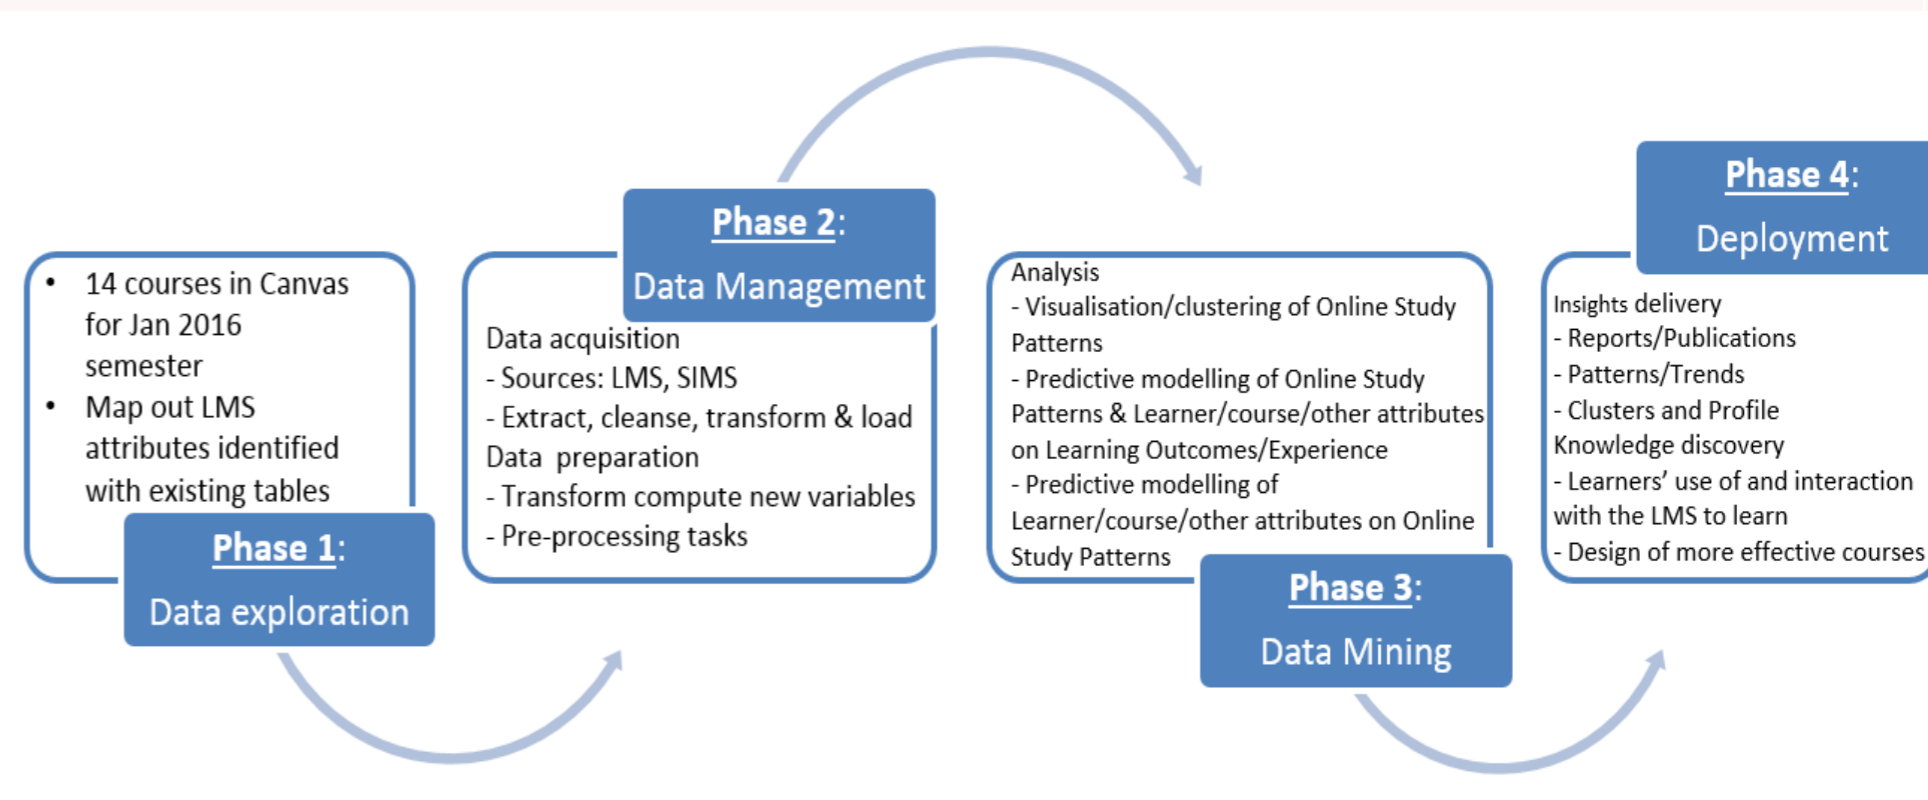 • 14 courses in Canvas
for Jan 2016
semester
• Map out LMS
attributes identified
with existing tables
Phase 1:
Data exploration
Phase 2:
Data Management
Data acquisition
- Sources: LMS, SIMS
- Extract, cleanse, transform & load
Data  preparation
- Transform compute new variables
- Pre-processing tasks
Analysis
- Visualisation/clustering of Online Study
Patterns
- Predictive modelling of Online Study
Patterns & Learner/course/other attributes
on Learning Outcomes/Experience
- Predictive modelling of
Learner/course/other attributes on Online
Study Patterns
Phase 3:
Data Mining
Phase 4:
Deployment
Insights delivery
- Reports/Publications
- Patterns/Trends
- Clusters and Profile
Knowledge discovery
- Learners’ use of and interaction
with the LMS to learn
- Design of more effective courses